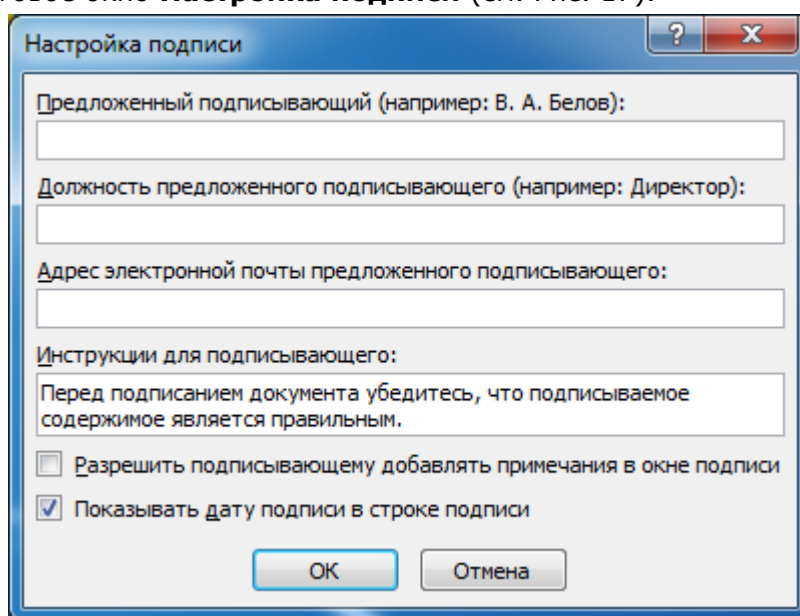 Настройка подписи
Предложенный подписывающий (например: В. А. Белов):
Должность предложенного подписывающего (например: Директор):
Адрес электронной почты предложенного подписывающего:
Инструкции для подписывающего:
Перед подписанием документа убедитесь, что подписываемое
содержимое является правильным.
Разрешить подписывающему добавлять примечания в окне подписи
Показывать дату подписи в строке подписи
ОК Отмена